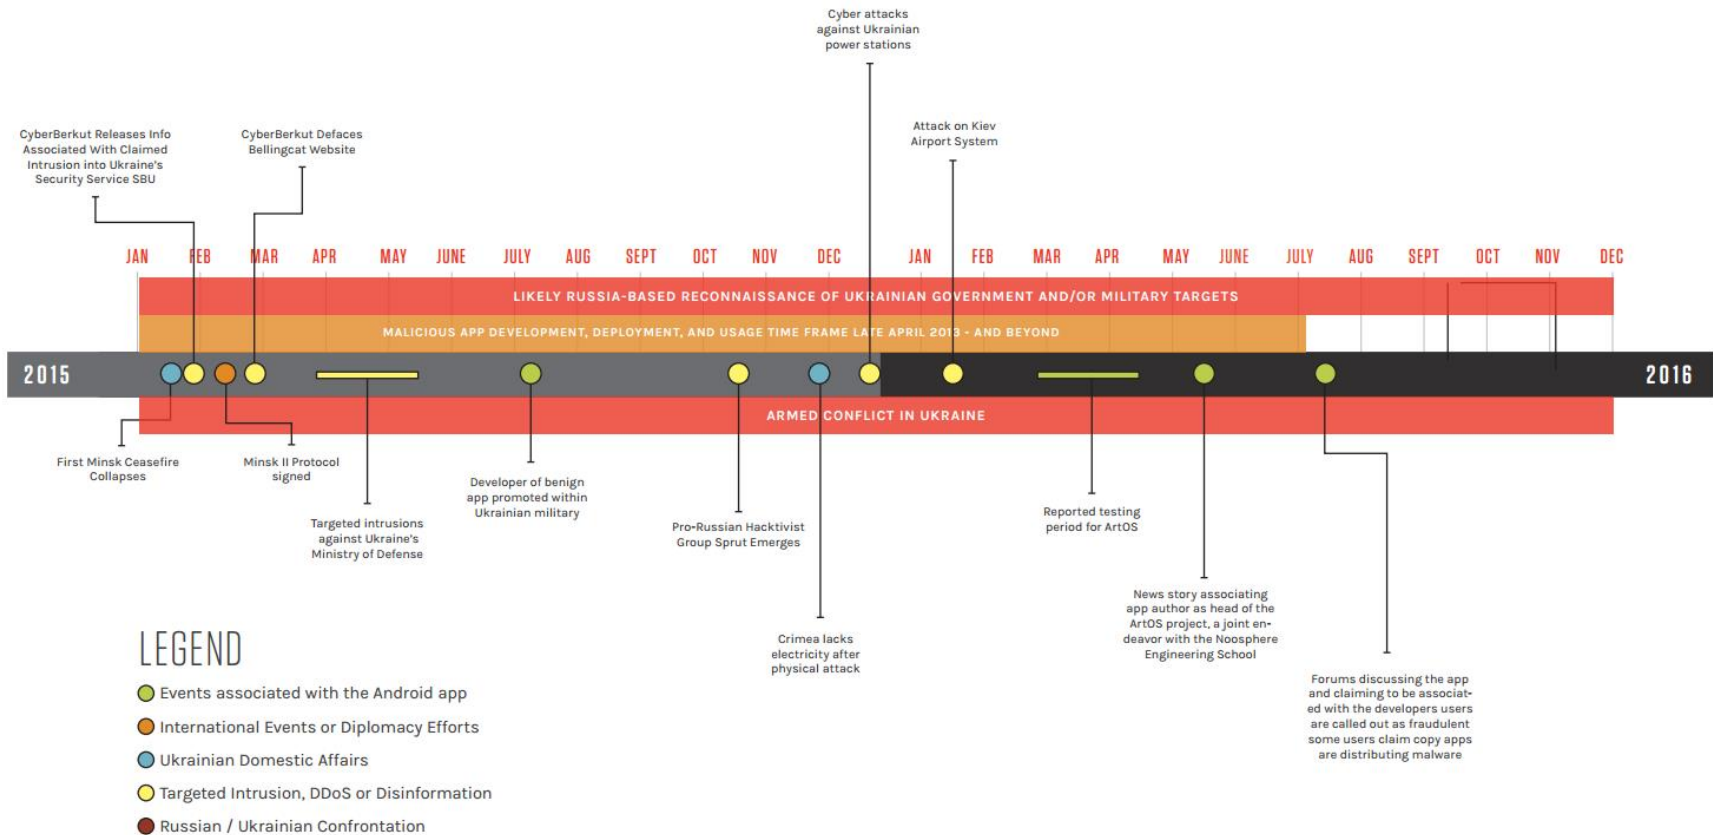 Cyber attacks
against Ukrainian
power stations
CyberBerkut Releases Info
Associated With Claimed
Intrusion into Ukraine's
Security Service SBU
CyberBerkut Defaces
Bellingcat Website
Attack on Kiev
Airport System
JAN FEB MAR APR MAY JUNE JULY AUG SEPT OCT NOV DEC JAN FEB MAR APR MAY JUNE JULY AUG SEPT OCT NOV DEC
LIKELY RUSSIA-BASED RECONNAISSANCE OF UKRAINIAN GOVERNMENT AND/OR MILITARY TARGETS
MALICIOUS APP DEVELOPMENT, DEPLOYMENT, AND USAGE TIME FRAME LATE APRIL 2013 - AND BEYOND
2015
2016
ARMED CONFLICT IN UKRAINE
First Minsk Ceasefire
Collapses
Minsk II Protocol
signed
Targeted intrusions
against Ukraine's
Ministry of Defense
Developer of benign
app promoted within
Ukrainian military
Pro-Russian Hacktivist
Group Sprut Emerges
Crimea lacks
electricity after
physical attack
Reported testing
period for ArtOS
News story associating
app author as head of the
ArtOS project, a joint en-
deavor with the Noosphere
Engineering School
Forums discussing the app
and claiming to be associat-
ed with the developers users
are called out as fraudulent
some users claim copy apps
are distributing malware
LEGEND
Events associated with the Android app
International Events or Diplomacy Efforts
Ukrainian Domestic Affairs
Targeted Intrusion, DDoS or Disinformation
Russian / Ukrainian Confrontation